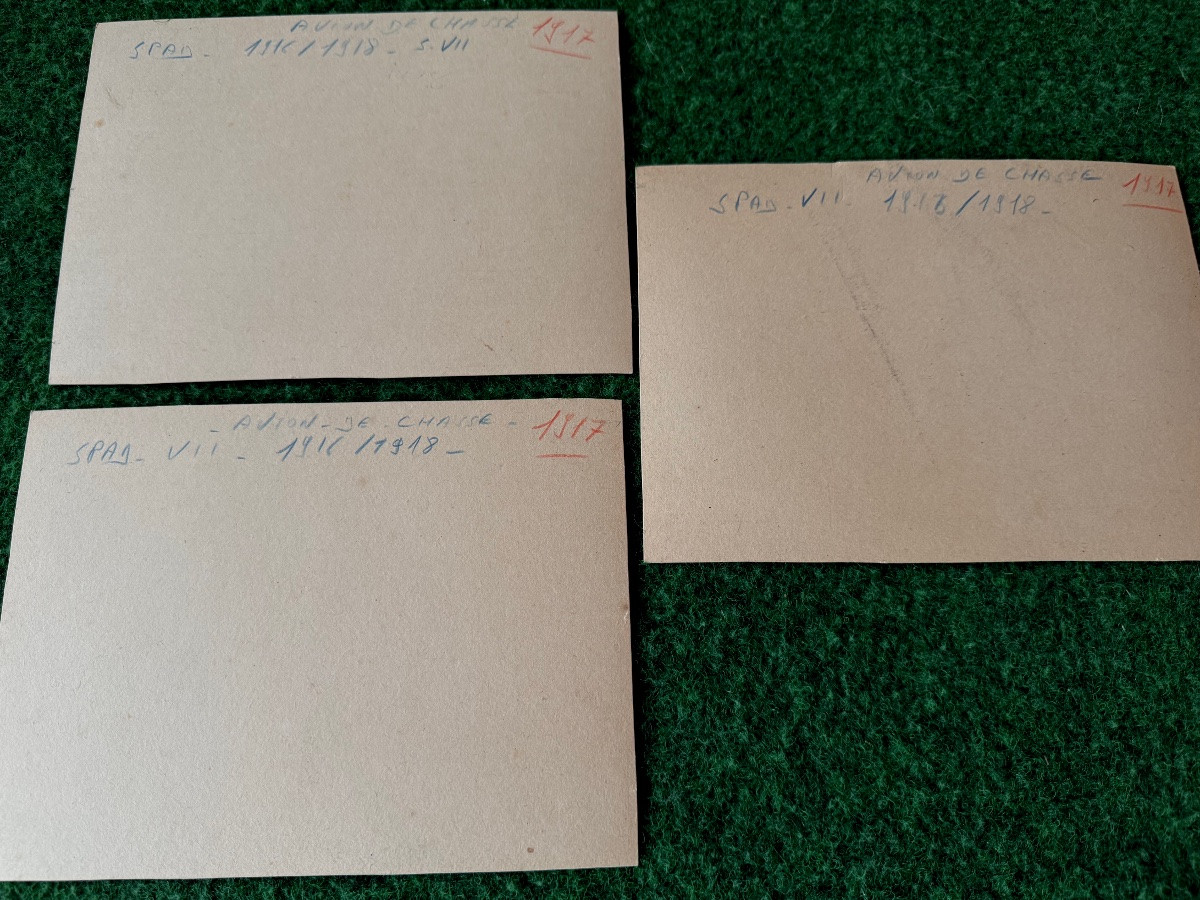 AVION DE CHASSE 1917
SPAD - 1916/1918 - S.VII
AVION DE CHASSE 1917
SPAD - VII - 1916/1918 -
- AVION - DE - CHASSE - 1917
SPAD - VII - 1916/1918 -